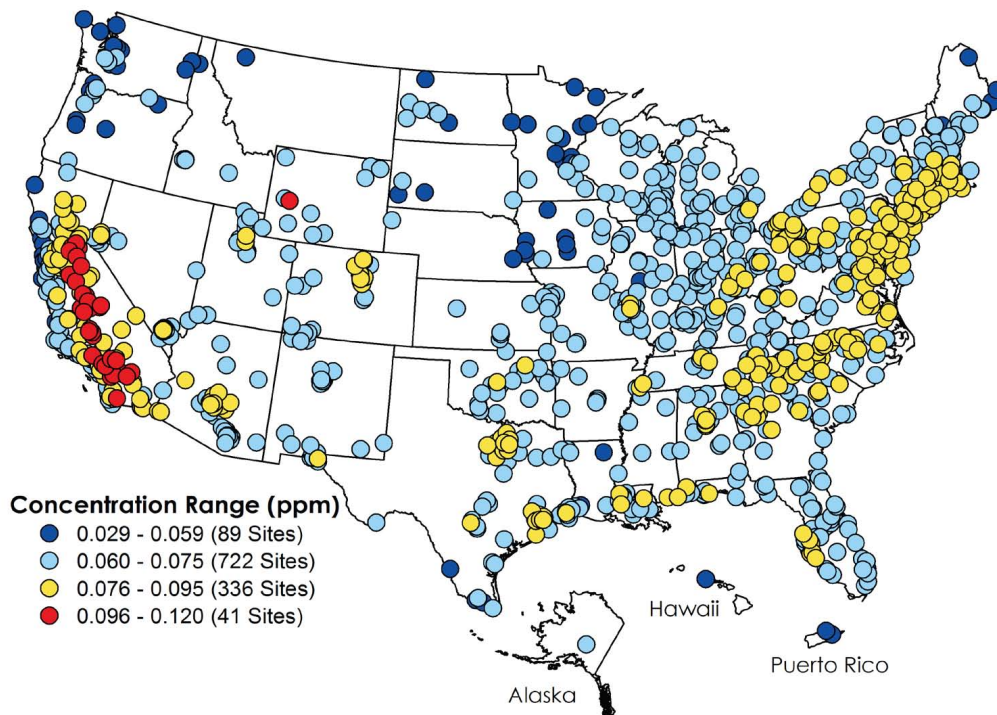 Concentration Range (ppm)
0.029 - 0.059 (89 Sites)
0.060 - 0.075 (722 Sites)
0.076 - 0.095 (336 Sites)
0.096 - 0.120 (41 Sites)
Hawaii
Puerto Rico
Alaska